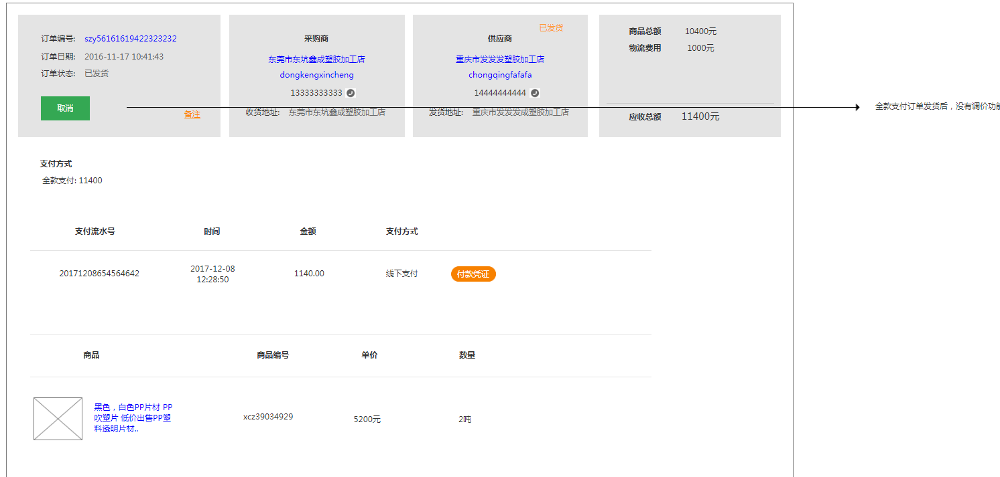 订单编号: szy56161619422323232
订单日期: 2016-11-17 10:41:43
订单状态: 已发货
取消
备注
采购商
东莞市东坑鑫成塑胶加工店
dongkengxincheng
13333333333
收货地址: 东莞市东坑鑫成塑胶加工店
已发货
供应商
重庆市发发发塑胶加工店
chongqingfafafa
14444444444
发货地址: 重庆市发发发成塑胶加工店
商品总额 10400元
物流费用 1000元
应收总额 11400元
全款支付订单发货后，没有调价功能
支付方式
全款支付: 11400
支付流水号 时间 金额 支付方式
20171208654564642 2017-12-08 1140.00 线下支付 付款凭证
12:28:50
商品 商品编号 单价 数量
黑色，白色PP片材 PP
吹塑片 低价出售PP塑
料透明片材..
xcz39034929 5200元 2吨